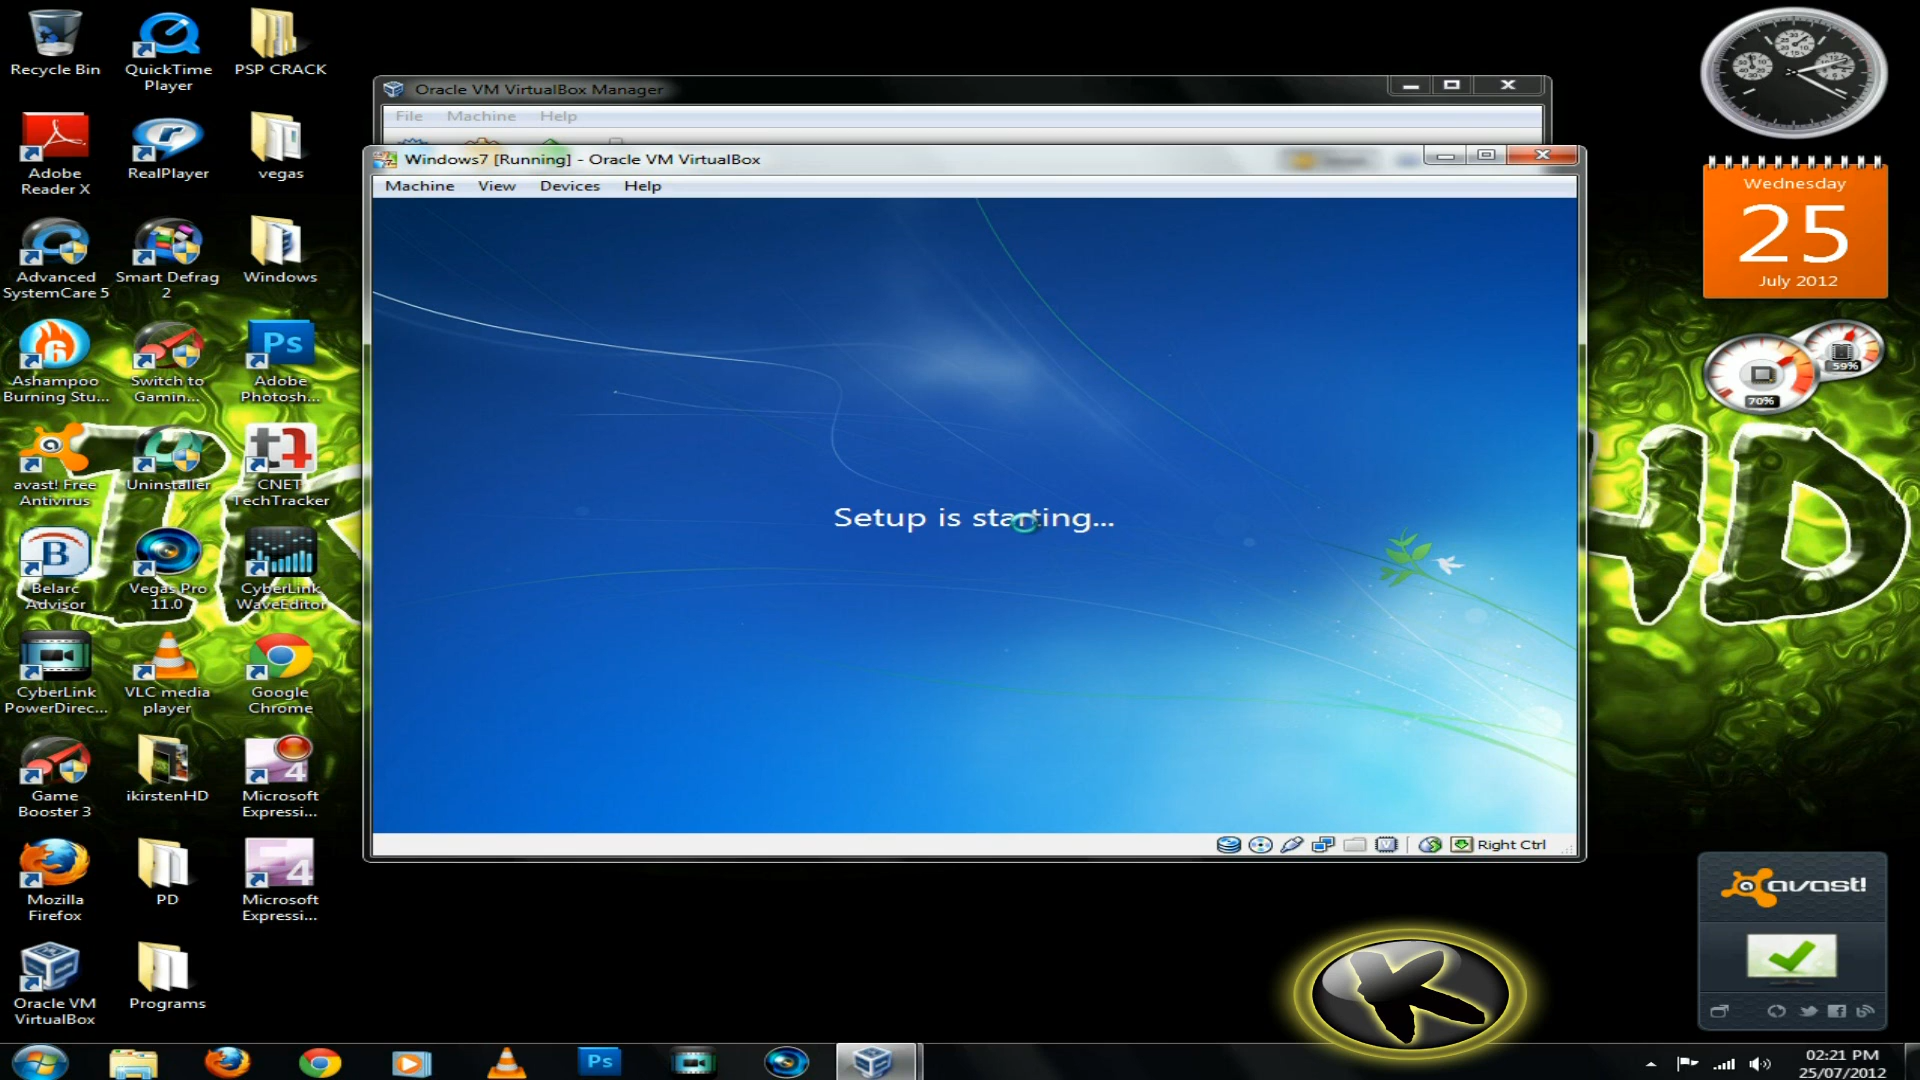 Recycle Bin
QuickTime
Player
PSP CRACK
Adobe
Reader X
RealPlayer
vegas
Advanced
SystemCare 5
Smart Defrag
2
Windows
Ashampoo
Burning Stu...
Switch to
Gamin...
Ps
Adobe
Photosh...
avast! Free
Antivirus
Uninstaller
CNET
TechTracker
Belarc
Advisor
Vegas Pro
11.0
CyberLink
WaveEditor
CyberLink
PowerDirec...
VLC media
player
Google
Chrome
Game
Booster 3
ikirstenHD
Microsoft
Expressi...
Mozilla
Firefox
PD
Microsoft
Expressi...
Oracle VM
VirtualBox
Programs
Oracle VM VirtualBox Manager
File Machine Help
Windows7 [Running] - Oracle VM VirtualBox
Machine View Devices Help
Setup is starting...
Right Ctrl
Wednesday
25
July 2012
59%
70%
HD
avast!
Ps
02:21 PM
25/07/2012